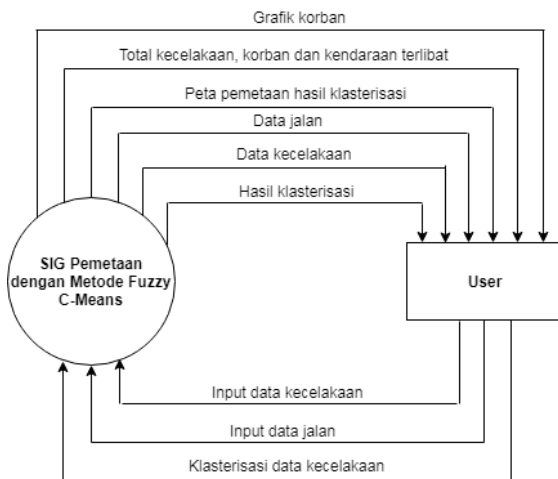 Grafik korban
Total kecelakaan, korban dan kendaraan terlibat
Peta pemetaan hasil klasterisasi
Data jalan
Data kecelakaan
Hasil klasterisasi
SIG Pemetaan
dengan Metode Fuzzy
C-Means
User
Input data kecelakaan
Input data jalan
Klasterisasi data kecelakaan